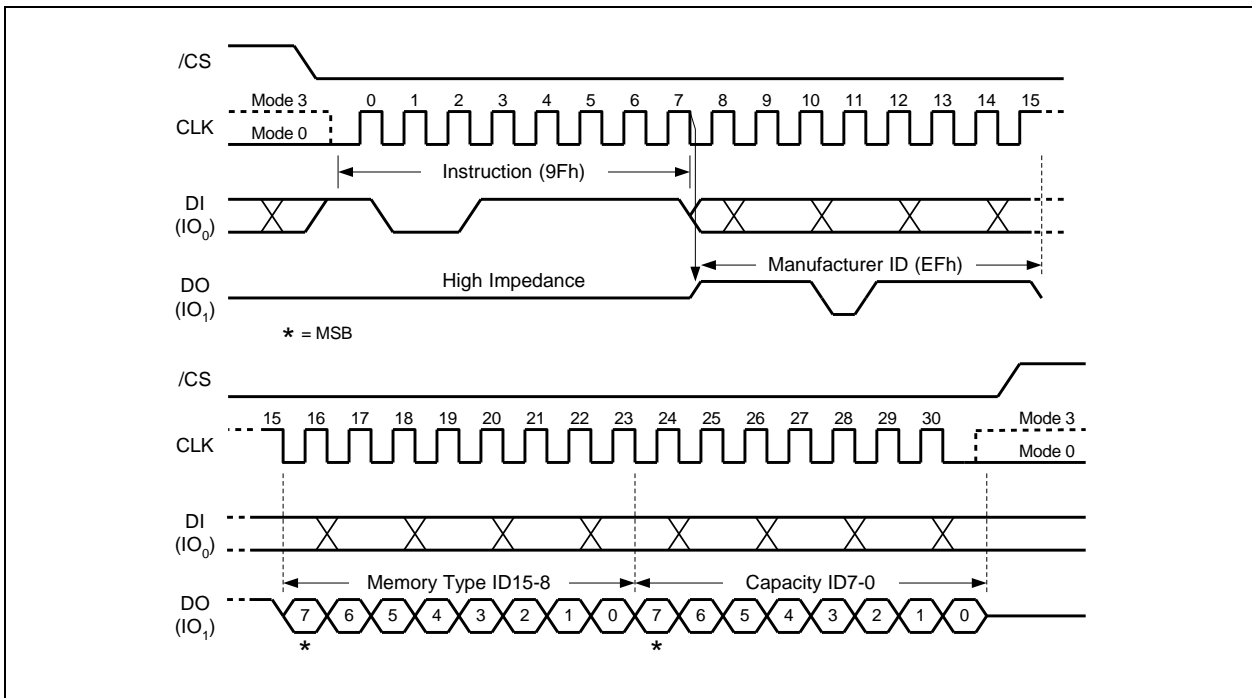 /CS
Mode 3 0 1 2 3 4 5 6 7 8 9 10 11 12 13 14 15
CLK
Mode 0
Instruction (9Fh)
DI
(IO0)
Manufacturer ID (EFh)
High Impedance
DO
(IO1)
* = MSB
/CS
15 16 17 18 19 20 21 22 23 24 25 26 27 28 29 30 Mode 3
CLK
Mode 0
DI
(IO0)
Memory Type ID15-8 Capacity ID7-0
DO
(IO1)
7 6 5 4 3 2 1 0 7 6 5 4 3 2 1 0
* *